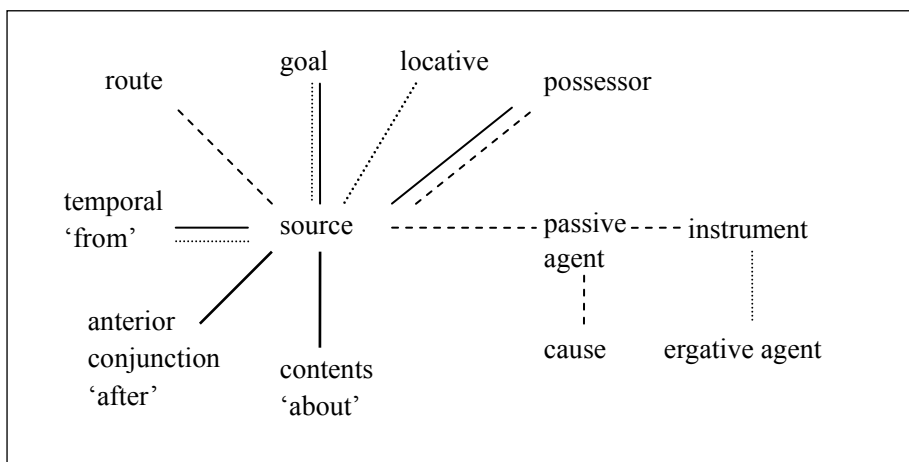 goal
locative
route
possessor
temporal
‘from’
source
passive
agent
instrument
anterior
conjunction
‘after’
contents
‘about’
cause
ergative agent